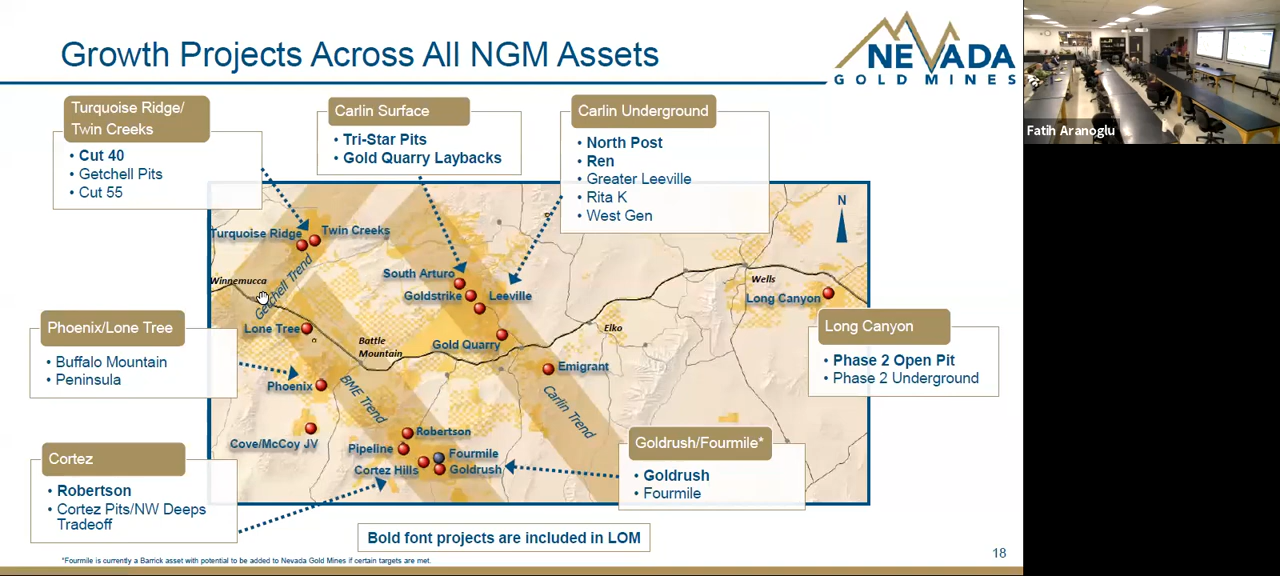 Growth Projects Across All NGM Assets
NEVADA
GOLD MINES
Turquoise Ridge/
Twin Creeks
• Cut 40
• Getchell Pits
• Cut 55
Carlin Surface
• Tri-Star Pits
• Gold Quarry Laybacks
Carlin Underground
• North Post
• Ren
• Greater Leeville
• Rita K
• West Gen
Fatih Aranoglu
N
Turquoise Ridge
Twin Creeks
Winnemucca
Getchell Trend
South Arturo
Goldstrike
Leeville
Wells
Long Canyon
Lone Tree
Battle
Mountain
Gold Quarry
Elko
Emigrant
Phoenix
BME Trend
Carlin Trend
Cove/McCoy JV
Robertson
Pipeline
Fourmile
Cortez Hills
Goldrush
Phoenix/Lone Tree
• Buffalo Mountain
• Peninsula
Long Canyon
• Phase 2 Open Pit
• Phase 2 Underground
Cortez
• Robertson
• Cortez Pits/NW Deeps
Tradeoff
Goldrush/Fourmile*
• Goldrush
• Fourmile
Bold font projects are included in LOM
18
*Fourmile is currently a Barrick asset with potential to be added to Nevada Gold Mines if certain targets are met.